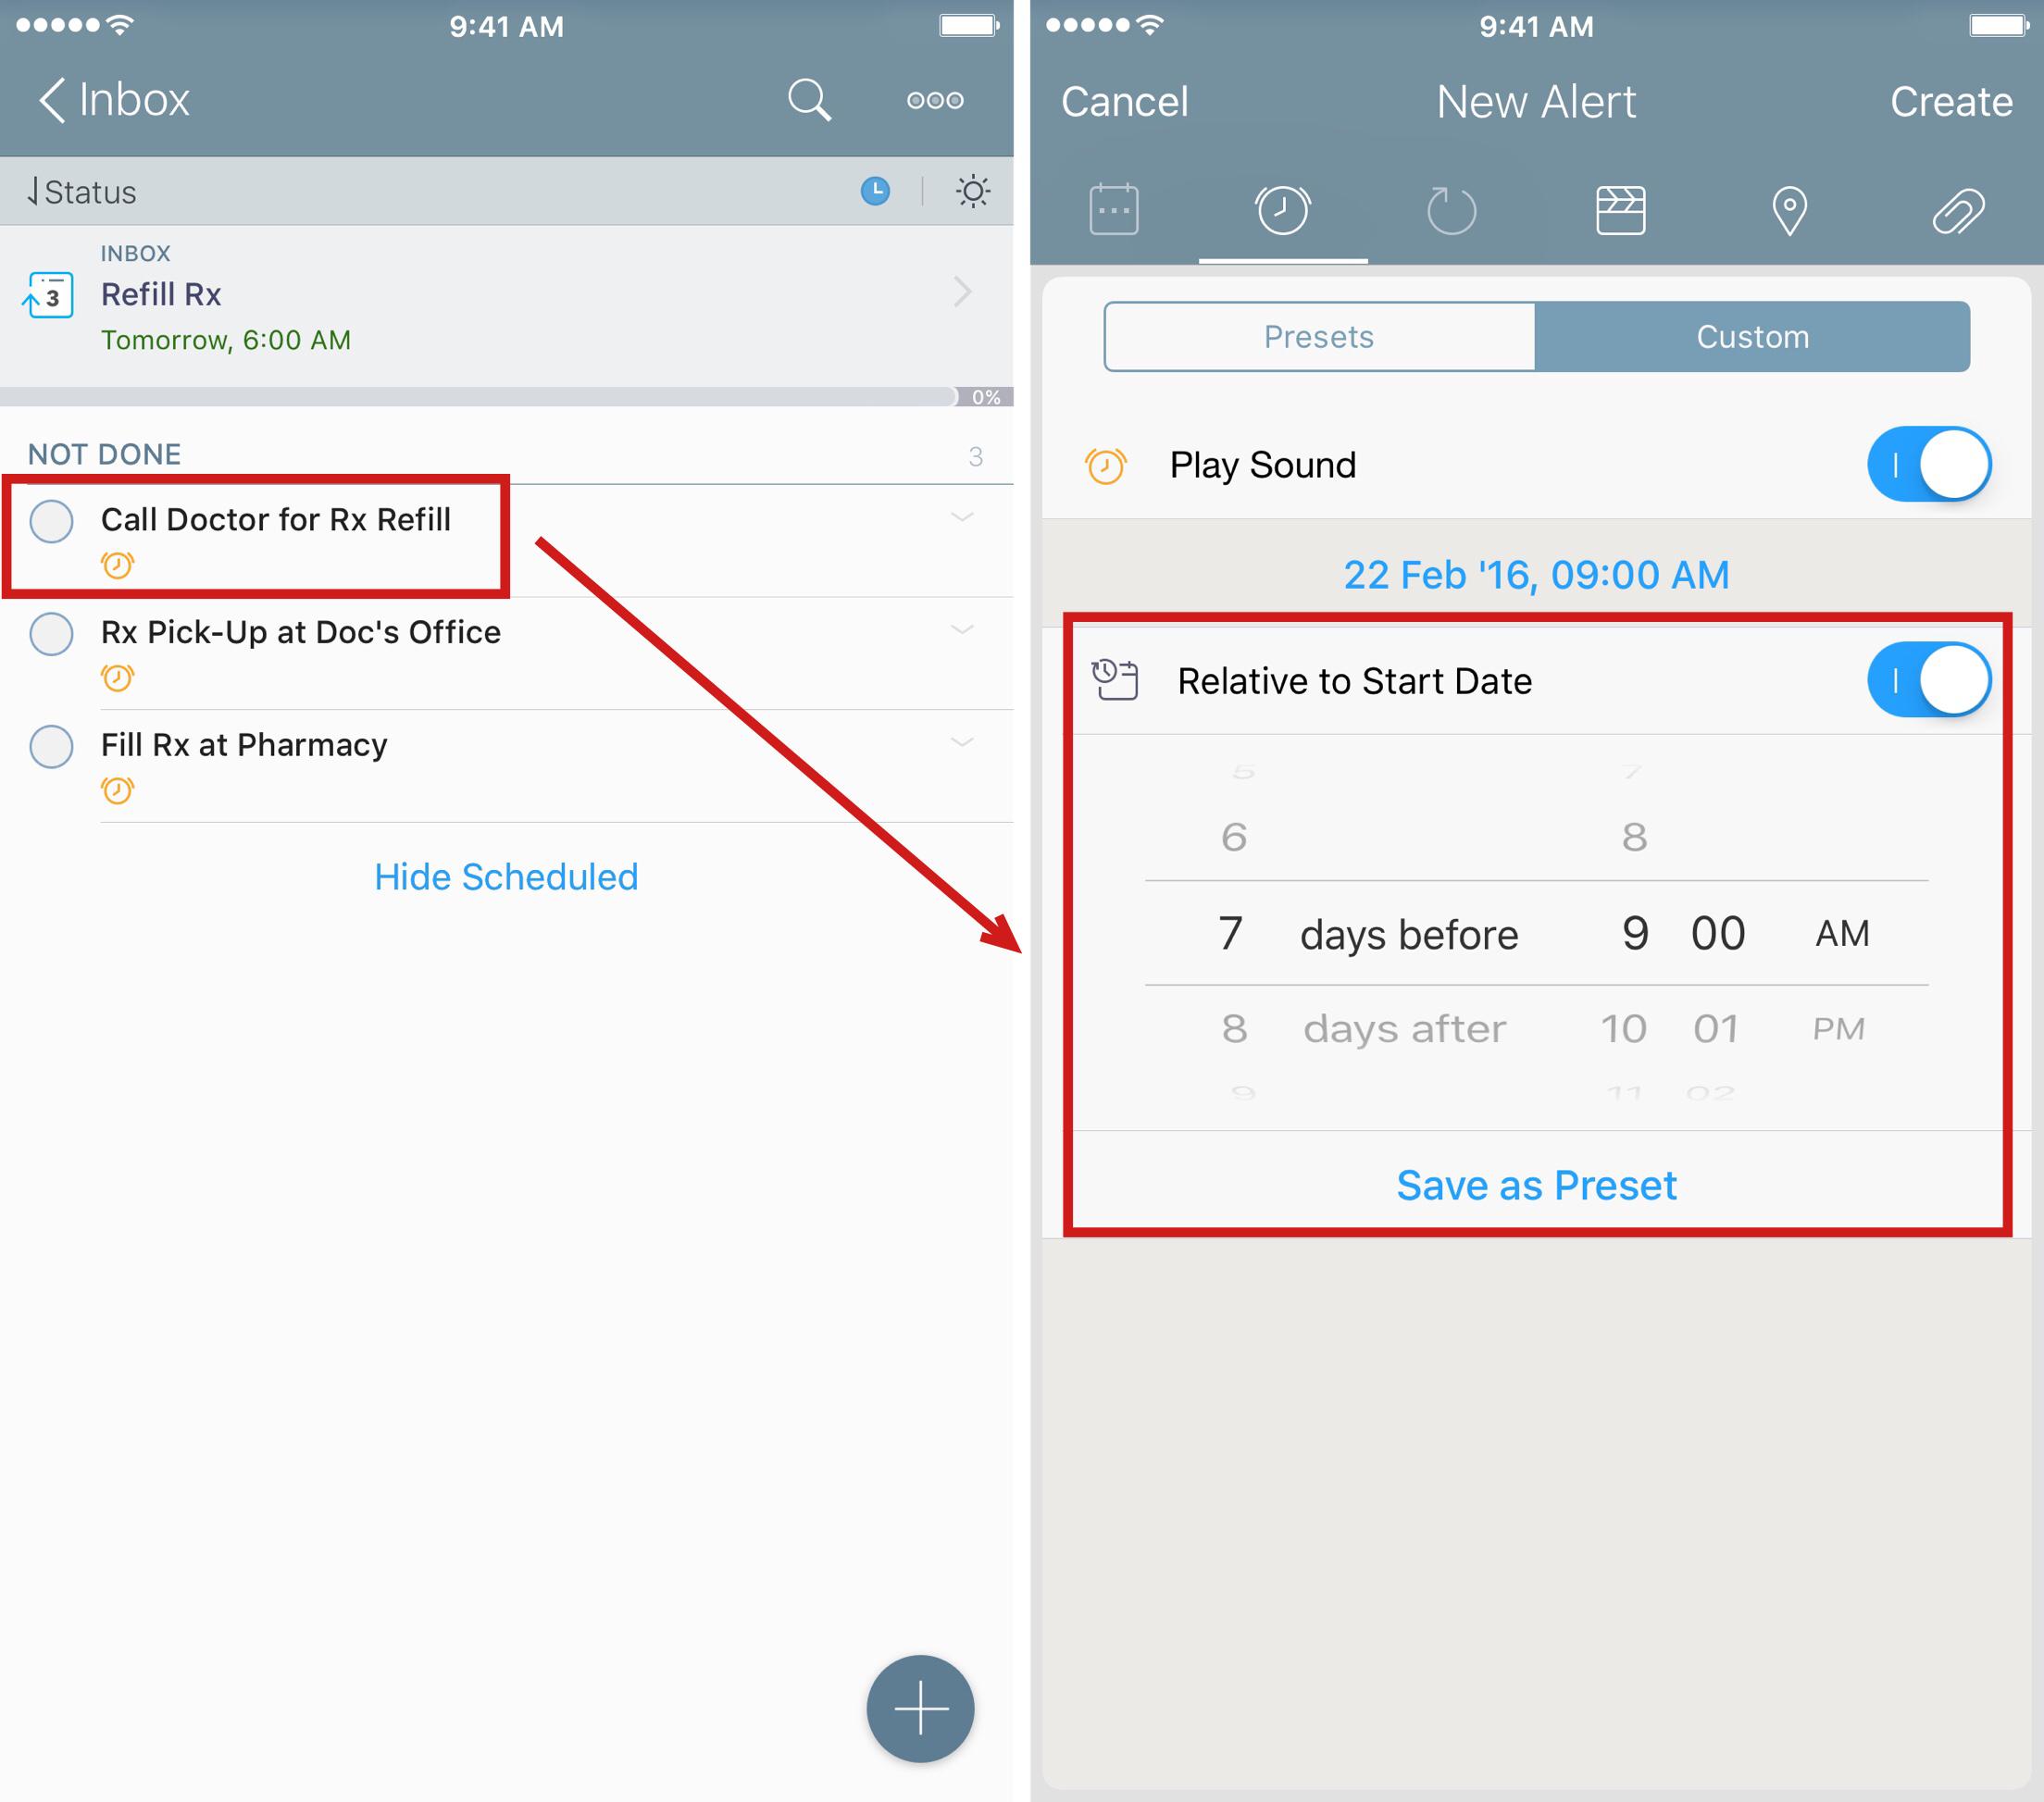 9:41 AM
Inbox
Status
INBOX
3
Refill Rx
Tomorrow, 6:00 AM
0%
NOT DONE 3
Call Doctor for Rx Refill
Rx Pick-Up at Doc's Office
Fill Rx at Pharmacy
Hide Scheduled
9:41 AM
Cancel New Alert Create
Presets Custom
Play Sound
22 Feb '16, 09:00 AM
Relative to Start Date
5 7
6 8
7 days before 9 00 AM
8 days after 10 01 PM
9 11 02
Save as Preset